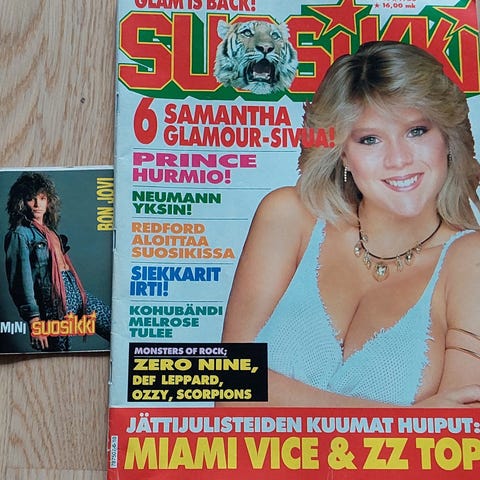 GLAM IS BACK!
★ 16,00 mk
SUOSIKKI
6 SAMANTHA
GLAMOUR-SIVUA!
PRINCE
HURMIO!
NEUMANN
YKSIN!
REDFORD
ALOITTAA
SUOSIKISSA
SIEKKARIT
IRTI!
KOHUBÄNDI
MELROSE
TULEE
MONSTERS OF ROCK;
ZERO NINE,
DEF LEPPARD,
OZZY, SCORPIONS
JÄTTIJULISTEIDEN KUUMAT HUIPUT:
MIAMI VICE & ZZ TOP
BON JOVI
MINI SUOSIKKI